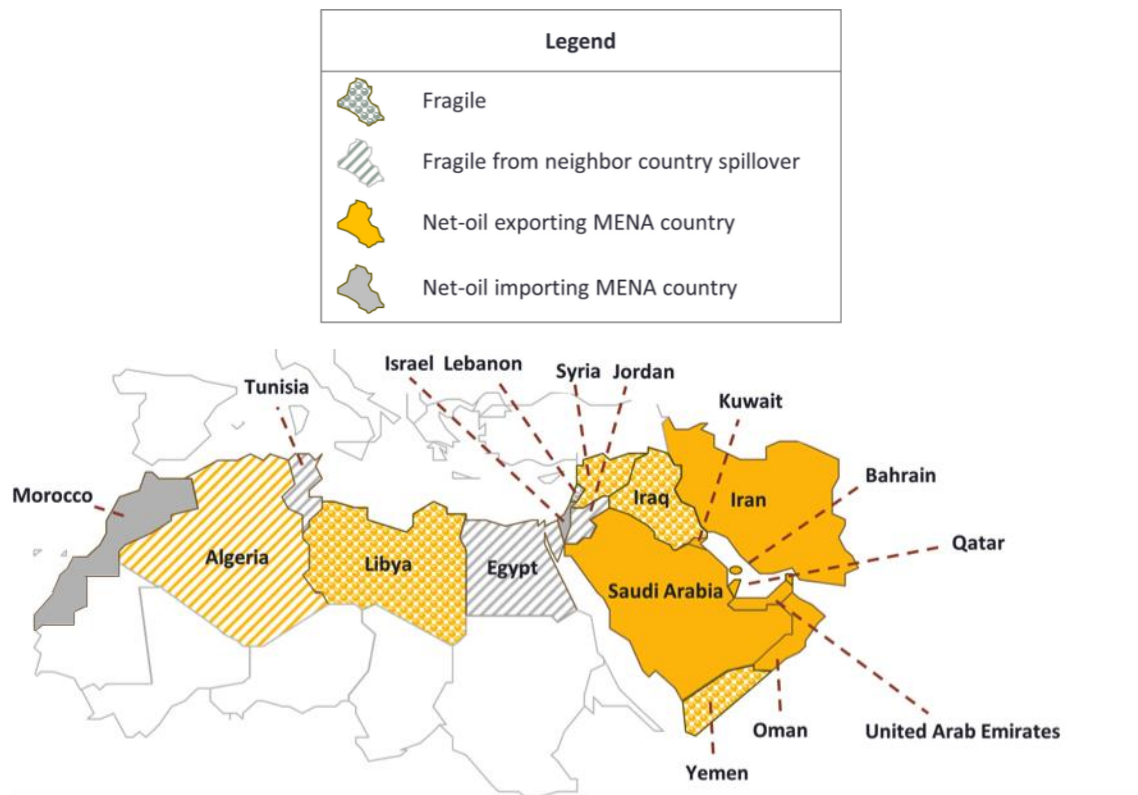 Legend
Fragile
Fragile from neighbor country spillover
Net-oil exporting MENA country
Net-oil importing MENA country
Israel Lebanon
Syria Jordan
Tunisia
Kuwait
Morocco
Iraq
Iran
Bahrain
Qatar
Algeria
Libya
Egypt
Saudi Arabia
Oman
United Arab Emirates
Yemen